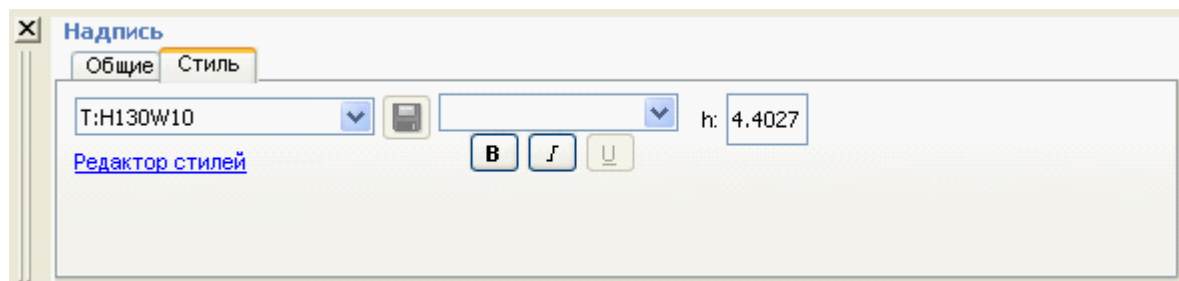 Надпись
Общие Стиль
T:H130W10 h: 4.4027
B I U
Редактор стилей